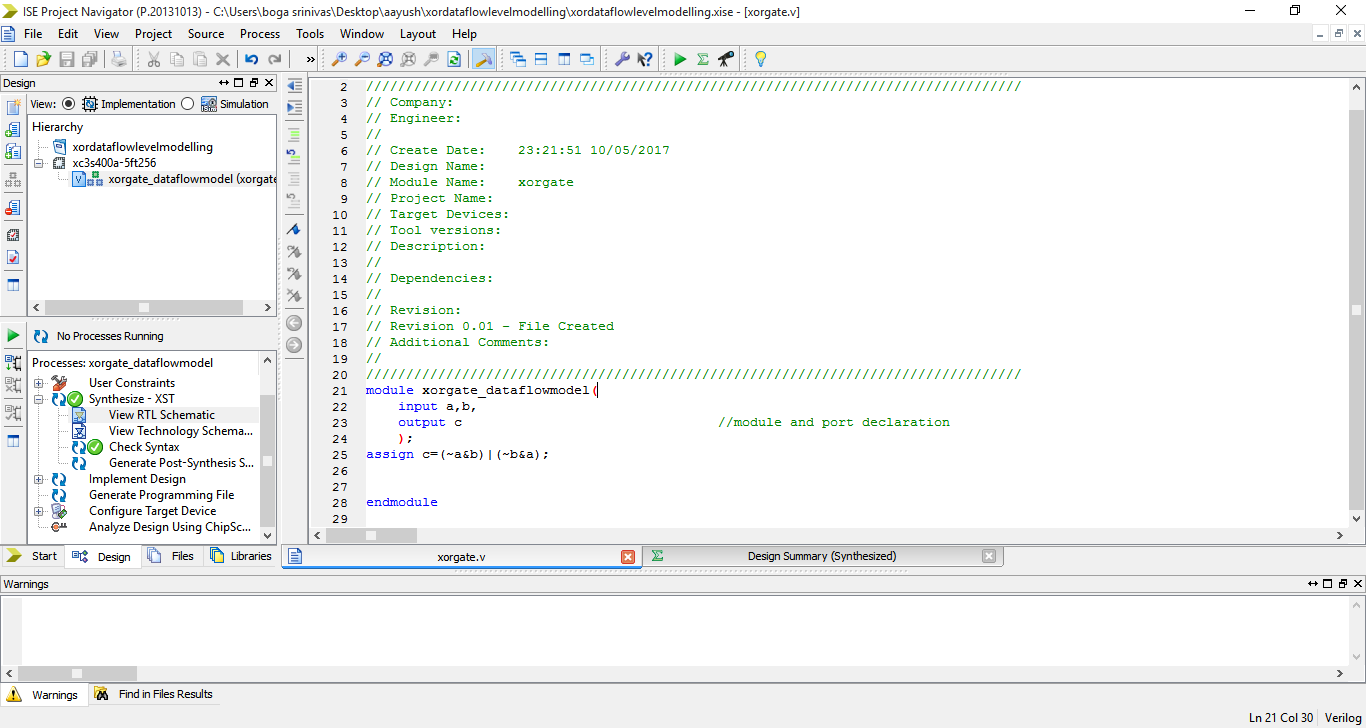 ISE Project Navigator (P.20131013) - C:\Users\boga srinivas\Desktop\aayush\xordataflowlevelmodelling\xordataflowlevelmodelling.xise - [xorgate.v]
File Edit View Project Source Process Tools Window Layout Help
»
Design
View: Implementation Simulation
Hierarchy
xordataflowlevelmodelling
xc3s400a-5ft256
xorgate_dataflowmodel (xorgate
No Processes Running
Processes: xorgate_dataflowmodel
User Constraints
Synthesize - XST
View RTL Schematic
View Technology Schema...
Check Syntax
Generate Post-Synthesis S...
Implement Design
Generate Programming File
Configure Target Device
Analyze Design Using ChipSc...
Start Design Files Libraries
2 //////////////////////////////////////////////////////////////////////////////////
3 // Company:
4 // Engineer:
5 //
6 // Create Date:    23:21:51 10/05/2017
7 // Design Name:
8 // Module Name:    xorgate
9 // Project Name:
10 // Target Devices:
11 // Tool versions:
12 // Description:
13 //
14 // Dependencies:
15 //
16 // Revision:
17 // Revision 0.01 - File Created
18 // Additional Comments:
19 //
20 //////////////////////////////////////////////////////////////////////////////////
21 module xorgate_dataflowmodel(
22     input a,b,
23     output c                                //module and port declaration
24     );
25 assign c=(~a&b)|(~b&a);
26
27
28 endmodule
29
xorgate.v Design Summary (Synthesized)
Warnings
Warnings Find in Files Results
Ln 21 Col 30 Verilog